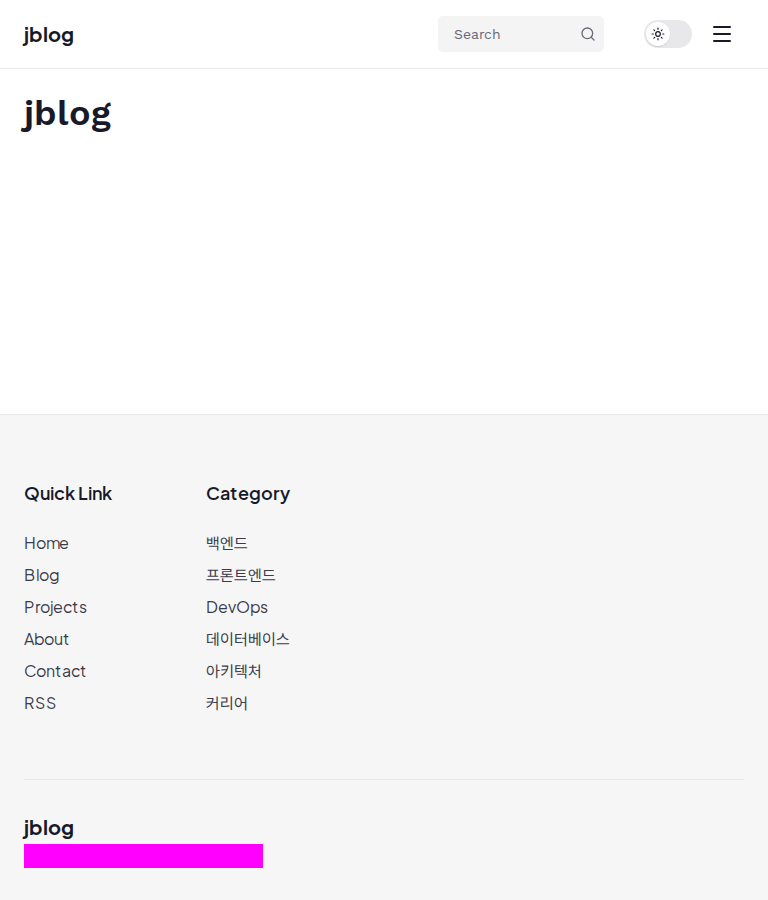 jblog
Search
jblog
Quick Link
Home
Blog
Projects
About
Contact
RSS
Category
백엔드
프론트엔드
DevOps
데이터베이스
아키텍처
커리어
jblog